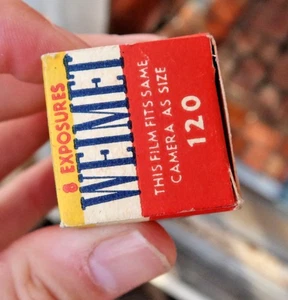 8 EXPOSURES
WEIMET
THIS FILM FITS SAME
CAMERA AS SIZE
120